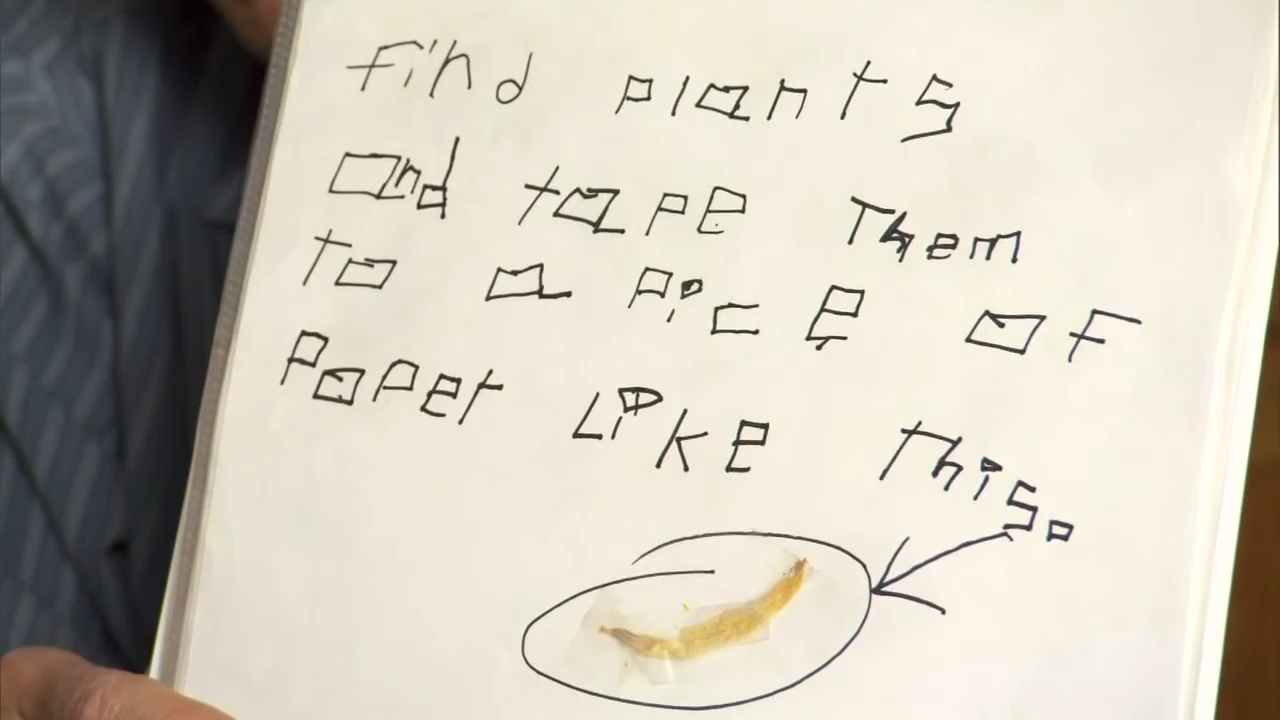 Find plants
and tape Them
To a Pice of
Paper Like This.